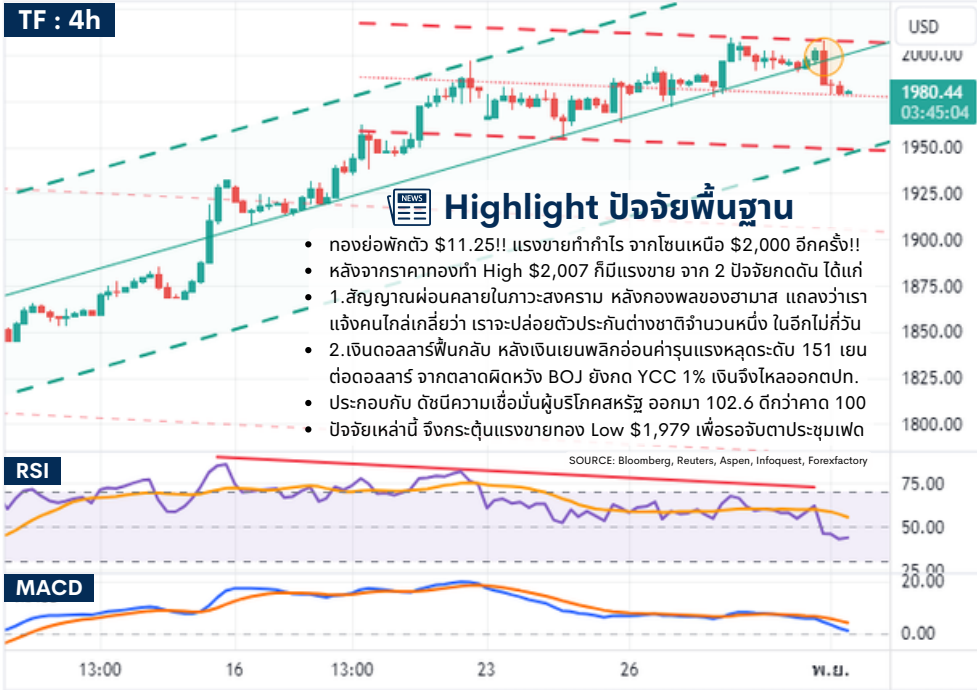 TF : 4h
USD
2000.00
1980.44
03:45:04
1950.00
1925.00
1900.00
1875.00
1850.00
1825.00
1800.00
NEWS
Highlight ปัจจัยพื้นฐาน
• ทองย่อพักตัว $11.25!! แรงขายทำกำไร จากโซนเหนือ $2,000 อีกครั้ง!!
• หลังจากราคาทองทำ High $2,007 ก็มีแรงขาย จาก 2 ปัจจัยกดดัน ได้แก่
• 1.สัญญาณผ่อนคลายในภาวะสงคราม หลังกองพลของฮามาส แถลงว่าเรา
แจ้งคนไกล่เกลี่ยว่า เราจะปล่อยตัวประกันต่างชาติจำนวนหนึ่ง ในอีกไม่กี่วัน
• 2.เงินดอลลาร์ฟื้นกลับ หลังเงินเยนพลิกอ่อนค่ารุนแรงหลุดระดับ 151 เยน
ต่อดอลลาร์ จากตลาดผิดหวัง BOJ ยังกด YCC 1% เงินจึงไหลออกตปท.
• ประกอบกับ ดัชนีความเชื่อมั่นผู้บริโภคสหรัฐ ออกมา 102.6 ดีกว่าคาด 100
• ปัจจัยเหล่านี้ จึงกระตุ้นแรงขายทอง Low $1,979 เพื่อรอจับตาประชุมเฟด
SOURCE: Bloomberg, Reuters, Aspen, Infoquest, Forexfactory
RSI
75.00
50.00
25.00
MACD
20.00
0.00
13:00 16 13:00 23 26 พ.ย.